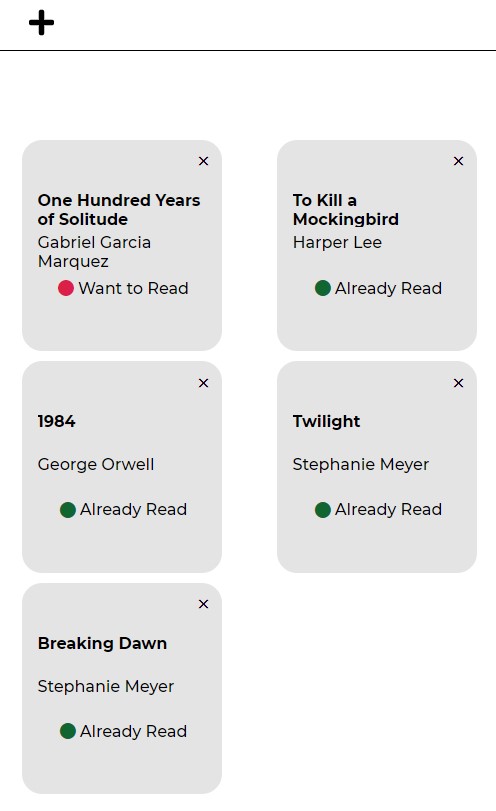 One Hundred Years
of Solitude
Gabriel Garcia
Marquez
Want to Read
To Kill a
Mockingbird
Harper Lee
Already Read
1984
George Orwell
Already Read
Twilight
Stephanie Meyer
Already Read
Breaking Dawn
Stephanie Meyer
Already Read